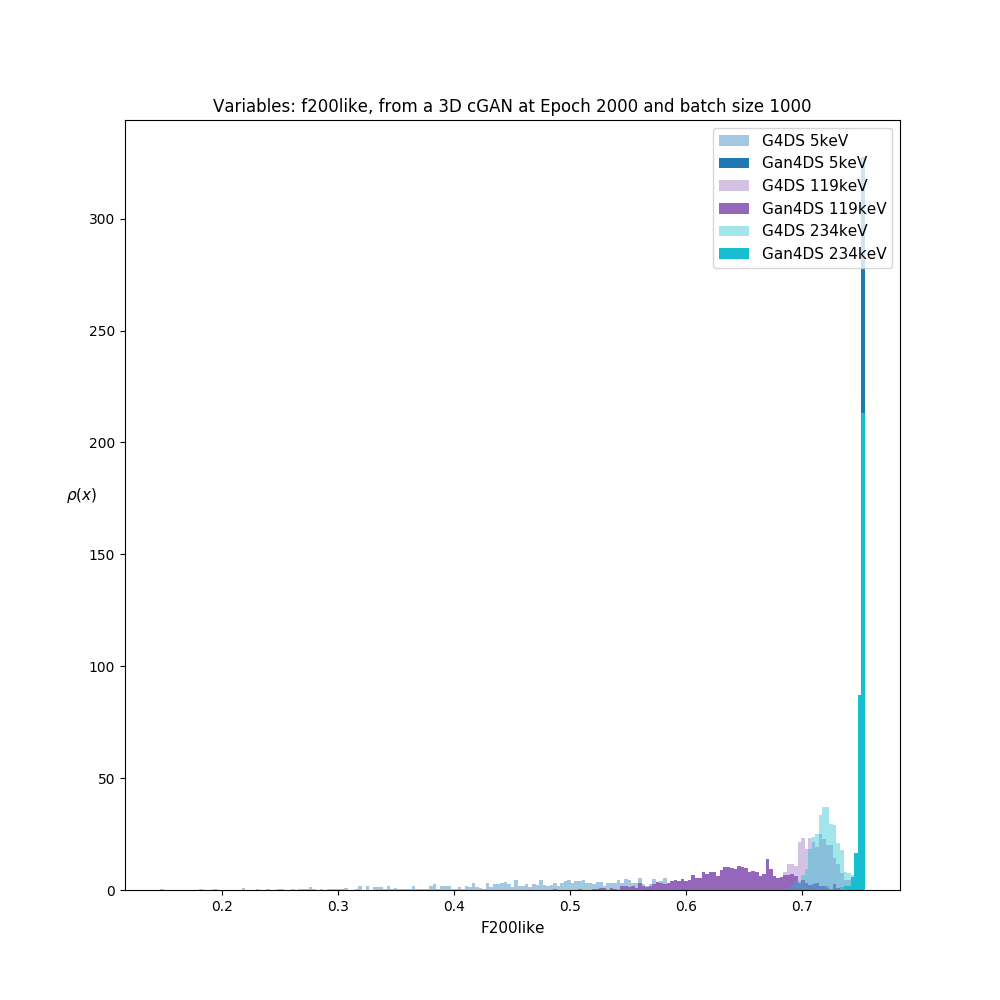 Variables: f200like, from a 3D cGAN at Epoch 2000 and batch size 1000
G4DS 5keV
Gan4DS 5keV
G4DS 119keV
Gan4DS 119keV
G4DS 234keV
Gan4DS 234keV
300
250
200
150
100
50
0
ρ(x)
0.2 0.3 0.4 0.5 0.6 0.7
F200like